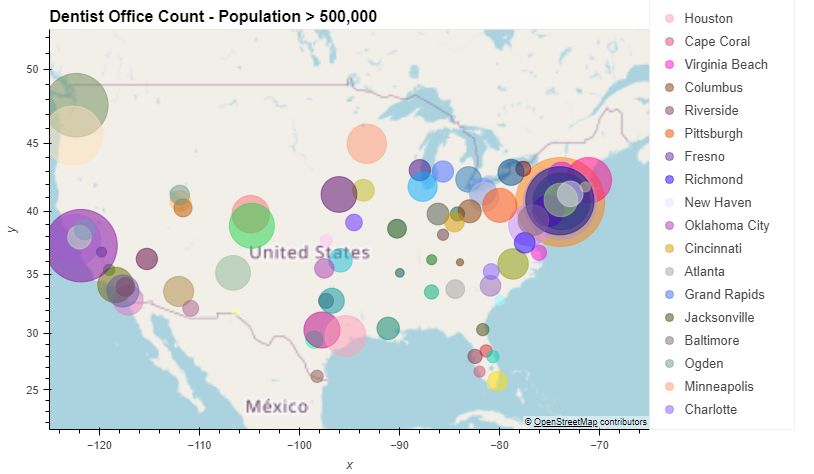 Dentist Office Count - Population > 500,000
Houston
Cape Coral
Virginia Beach
Columbus
Riverside
Pittsburgh
Fresno
Richmond
New Haven
Oklahoma City
Cincinnati
Atlanta
Grand Rapids
Jacksonville
Baltimore
Ogden
Minneapolis
Charlotte
50
45
40
35
30
25
y
United States
México
© OpenStreetMap contributors
−120
−110
−100
−90
−80
−70
x